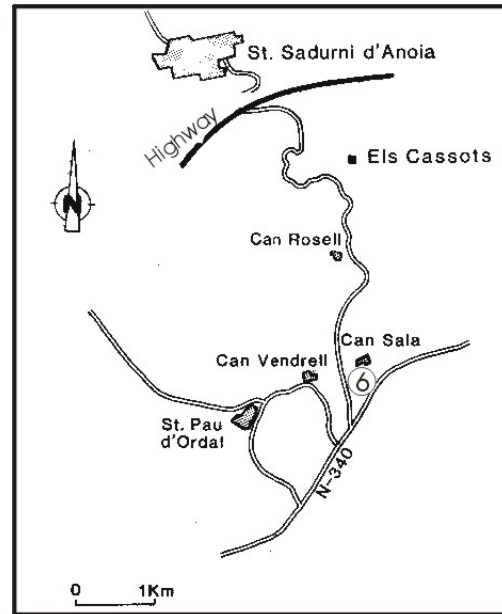 St. Sadurni d'Anoia
Highway
Els Cassots
N
Can Rosell
Can Sala
Can Vendrell
6
St. Pau
d'Ordal
N-340
0 1Km